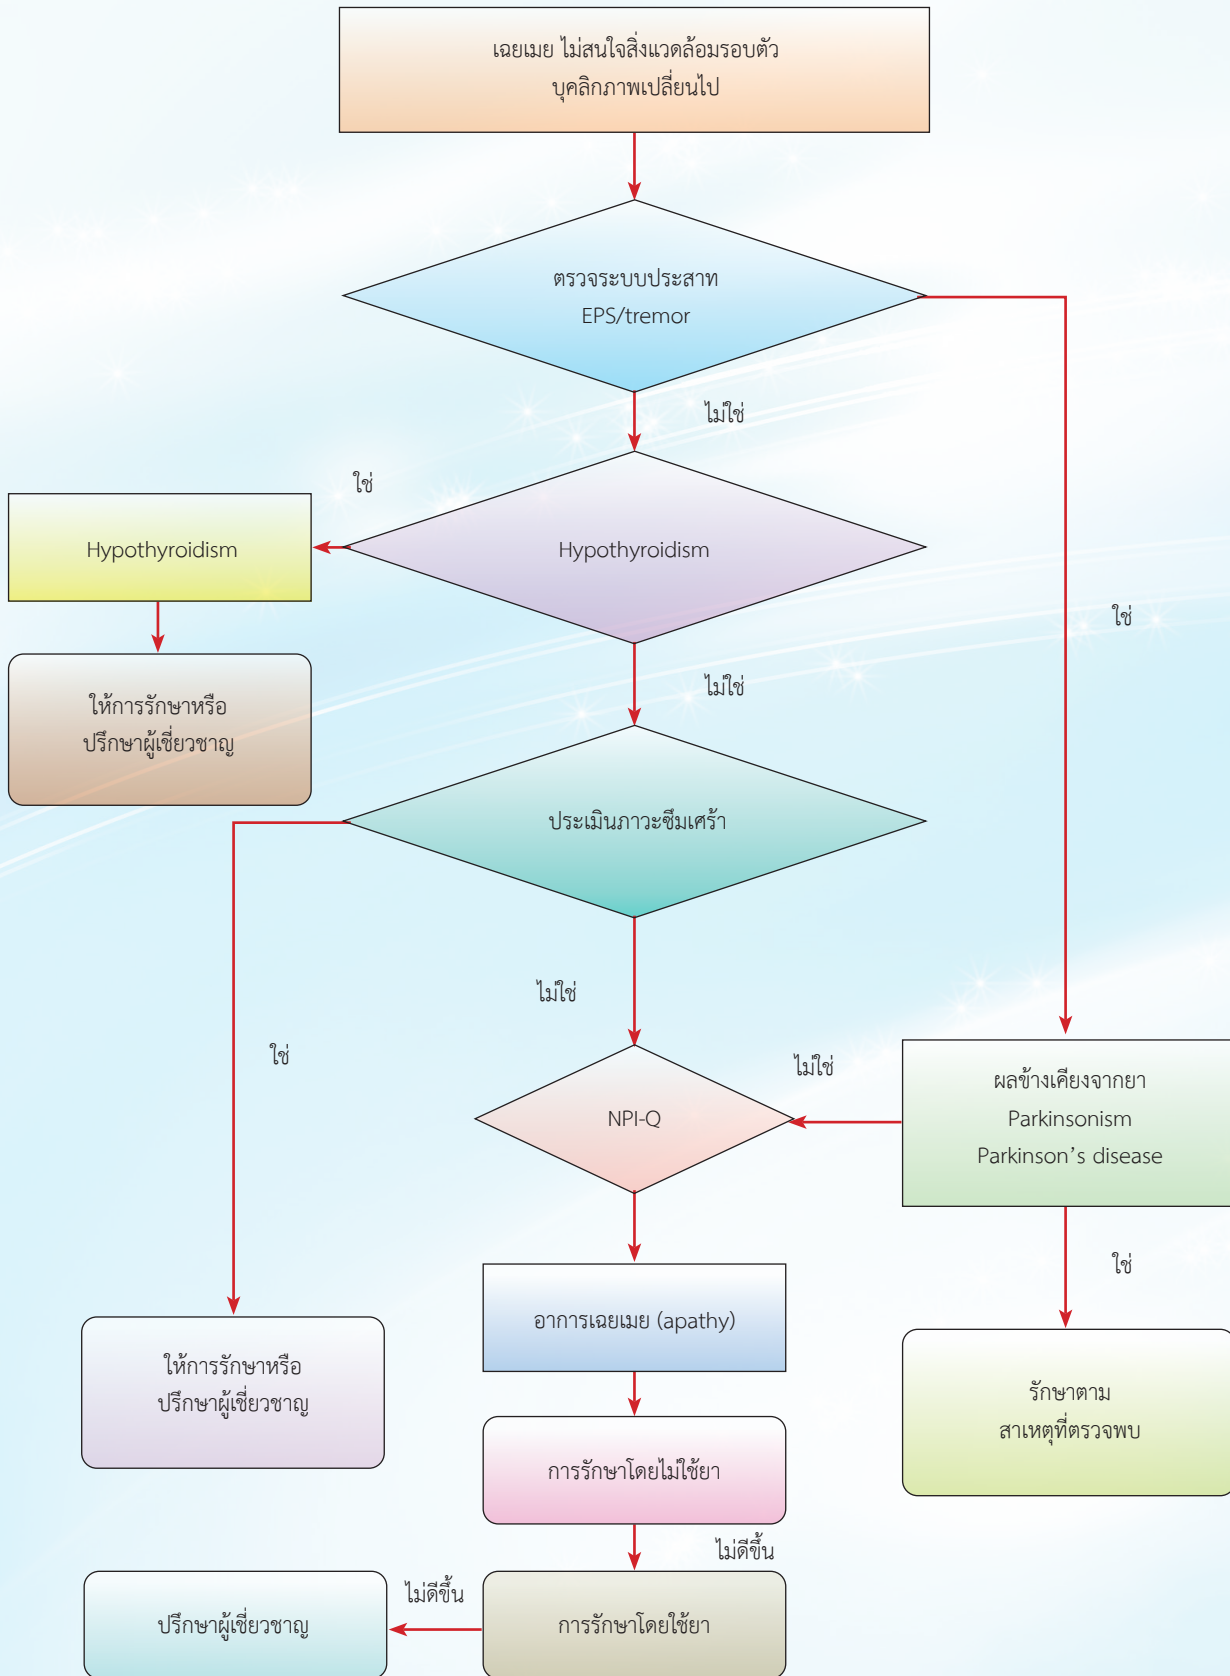 เฉยเมย ไม่สนใจสิ่งแวดล้อมรอบตัว
บุคลิกภาพเปลี่ยนไป
ตรวจระบบประสาท
EPS/tremor
ไม่ใช่
ใช่
Hypothyroidism
Hypothyroidism
ใช่
ไม่ใช่
ให้การรักษาหรือ
ปรึกษาผู้เชี่ยวชาญ
ประเมินภาวะซึมเศร้า
ไม่ใช่
ใช่
ไม่ใช่
NPI-Q
ผลข้างเคียงจากยา
Parkinsonism
Parkinson’s disease
ใช่
อาการเฉยเมย (apathy)
ให้การรักษาหรือ
ปรึกษาผู้เชี่ยวชาญ
รักษาตาม
สาเหตุที่ตรวจพบ
การรักษาโดยไม่ใช้ยา
ไม่ดีขึ้น
ไม่ดีขึ้น
ปรึกษาผู้เชี่ยวชาญ
การรักษาโดยใช้ยา